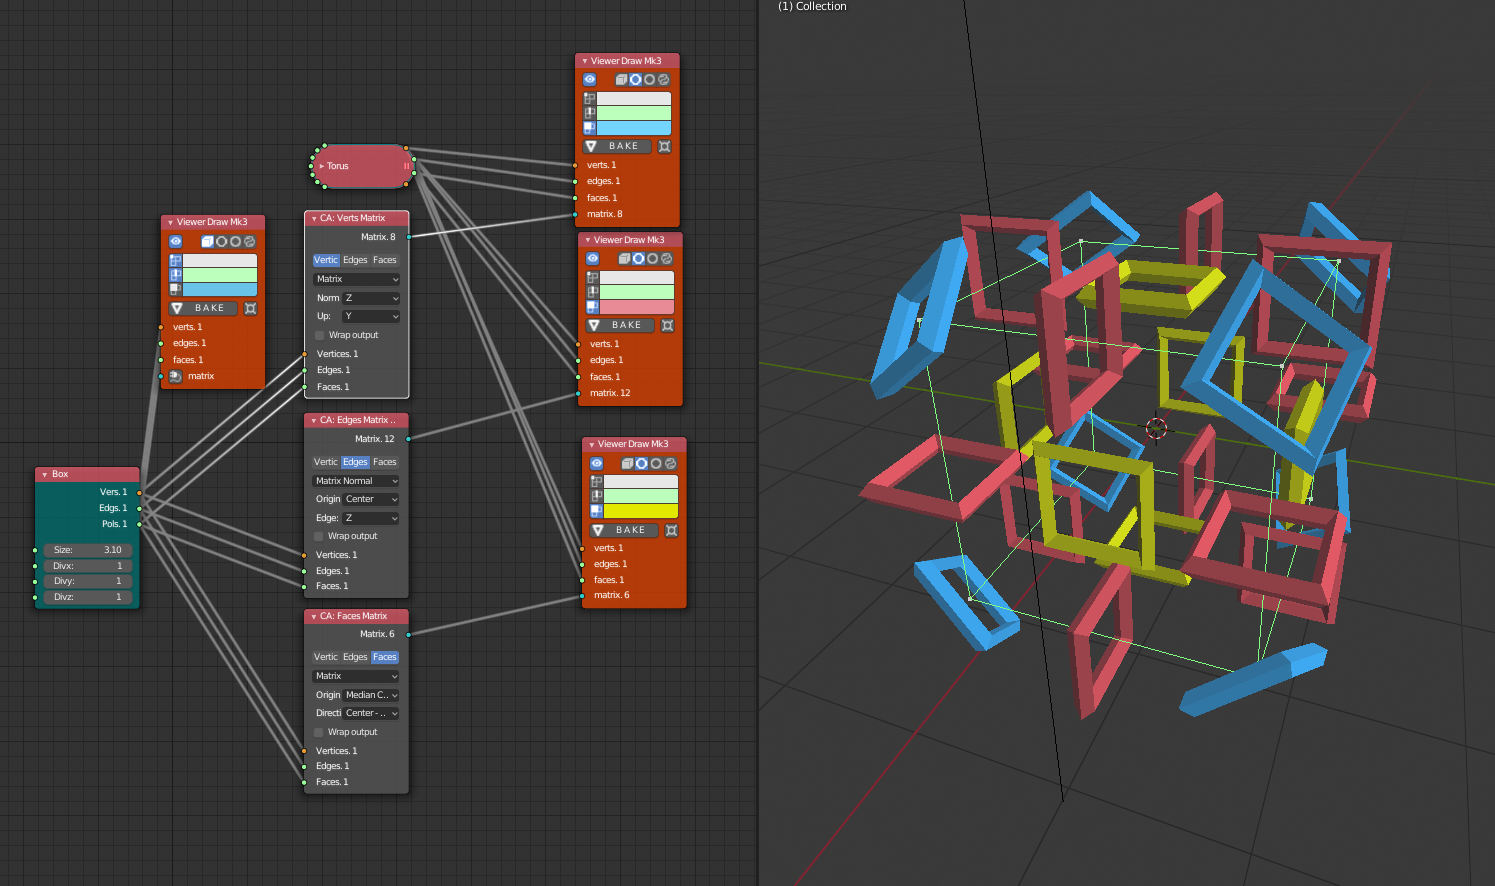 (1) Collection
Viewer Draw Mk3
BAKE
verts. 1
edges. 1
faces. 1
matrix. 8
Torus
Viewer Draw Mk3
BAKE
verts. 1
edges. 1
faces. 1
matrix
CA: Verts Matrix
Matrix. 8
Vertic Edges Faces
Matrix
Norm Z
Up: Y
Wrap output
Vertices. 1
Edges. 1
Faces. 1
Viewer Draw Mk3
BAKE
verts. 1
edges. 1
faces. 1
matrix. 12
CA: Edges Matrix ..
Matrix. 12
Vertic Edges Faces
Matrix Normal
Origin Center
Edge: Z
Wrap output
Vertices. 1
Edges. 1
Faces. 1
Viewer Draw Mk3
BAKE
verts. 1
edges. 1
faces. 1
matrix. 6
Box
Vers. 1
Edgs. 1
Pols. 1
Size: 3.10
Divx: 1
Divy: 1
Divz: 1
CA: Faces Matrix
Matrix. 6
Vertic Edges Faces
Matrix
Origin Median C..
Directi Center - ..
Wrap output
Vertices. 1
Edges. 1
Faces. 1